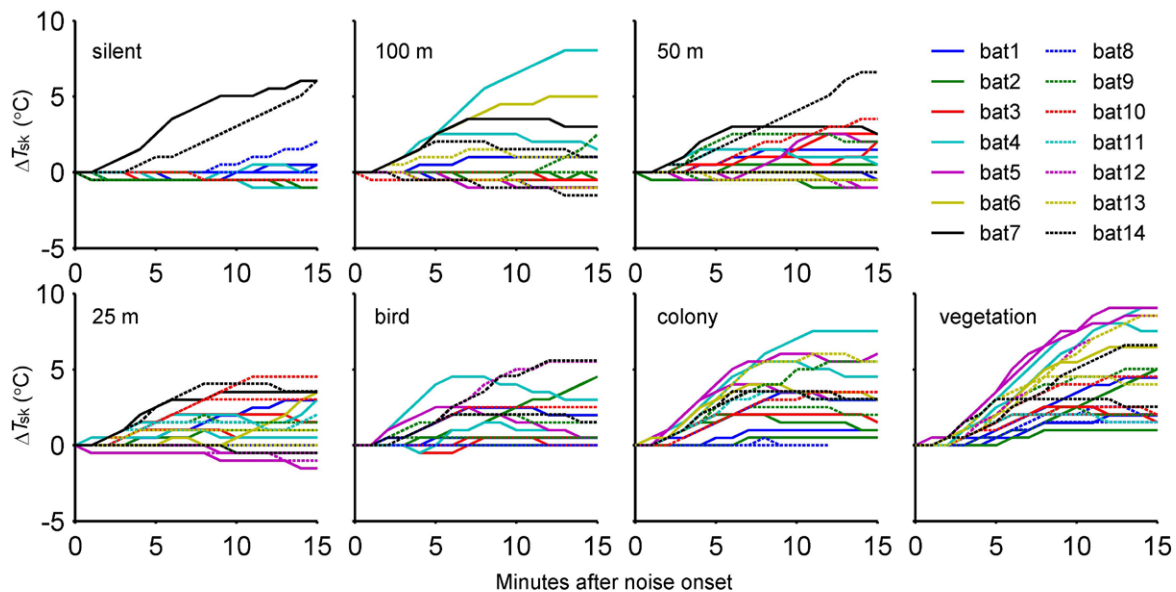 10
5
0
-5
ΔTsk (°C)
silent
0 5 10 15
100 m
0 5 10 15
50 m
0 5 10 15
bat1 bat8
bat2 bat9
bat3 bat10
bat4 bat11
bat5 bat12
bat6 bat13
bat7 bat14
10
5
0
-5
ΔTsk (°C)
25 m
0 5 10 15
bird
0 5 10 15
colony
0 5 10 15
vegetation
0 5 10 15
Minutes after noise onset